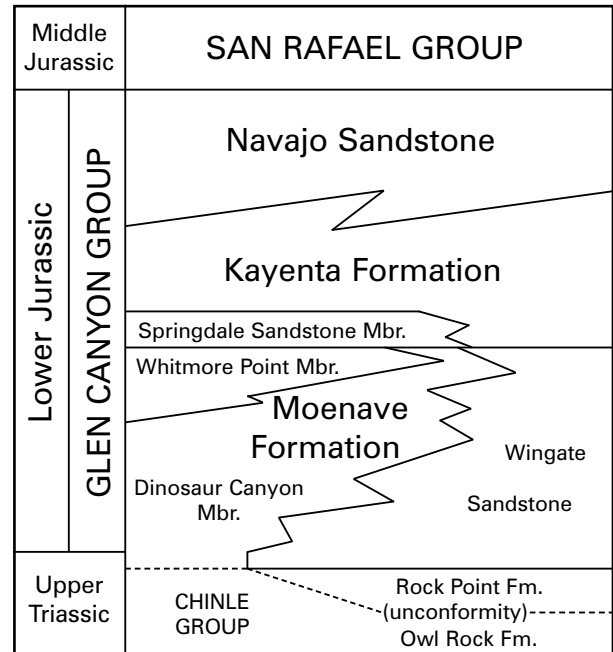 Middle
Jurassic
SAN RAFAEL GROUP
Lower Jurassic
GLEN CANYON GROUP
Navajo Sandstone
Kayenta Formation
Springdale Sandstone Mbr.
Whitmore Point Mbr.
Moenave
Formation
Wingate
Sandstone
Dinosaur Canyon
Mbr.
Upper
Triassic
CHINLE
GROUP
Rock Point Fm.
(unconformity)
Owl Rock Fm.